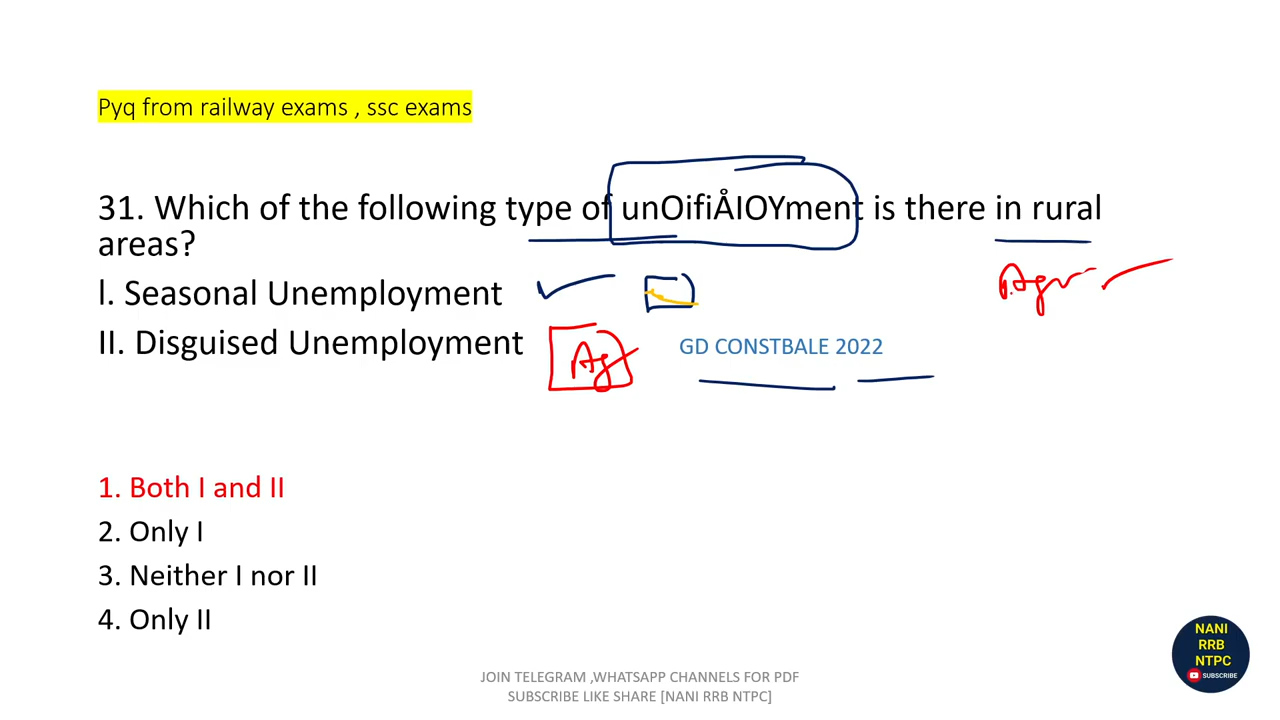 Pyq from railway exams , ssc exams
31. Which of the following type of unOifiÅIOYment is there in rural
areas?
l. Seasonal Unemployment
II. Disguised Unemployment
Ag
GD CONSTBALE 2022
1. Both I and II
2. Only I
3. Neither I nor II
4. Only II
NANI
RRB
NTPC
SUBSCRIBE
JOIN TELEGRAM ,WHATSAPP CHANNELS FOR PDF
SUBSCRIBE LIKE SHARE [NANI RRB NTPC]